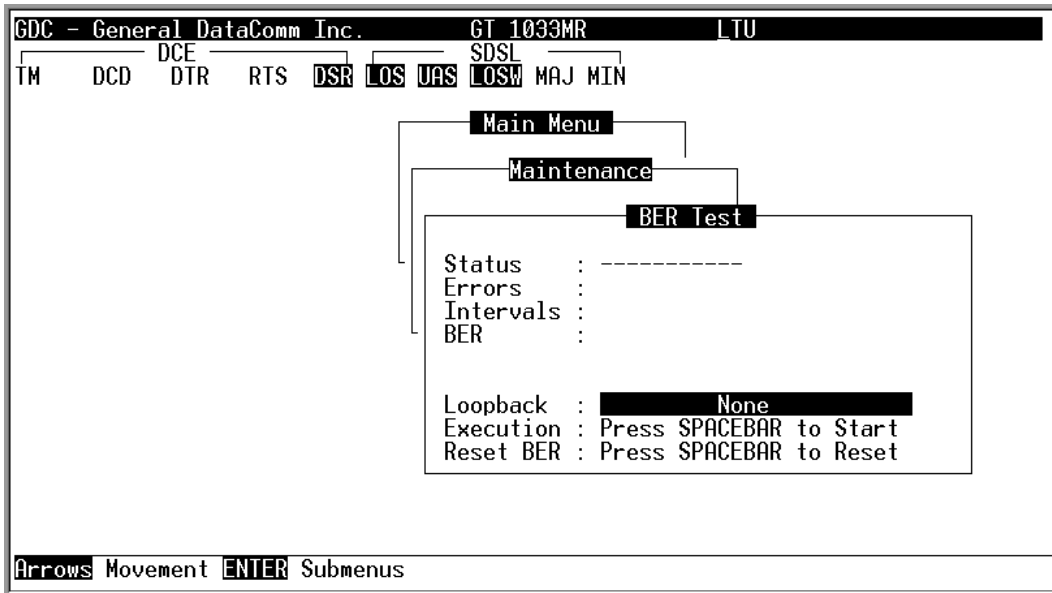 GDC - General DataComm Inc. GT 1033MR LTU
DCE SDSL
TM DCD DTR RTS DSR LOS UAS LOSW MAJ MIN
Main Menu
Maintenance
BER Test
Status : -----------
Errors :
Intervals :
BER :
Loopback : None
Execution : Press SPACEBAR to Start
Reset BER : Press SPACEBAR to Reset
Arrows Movement ENTER Submenus